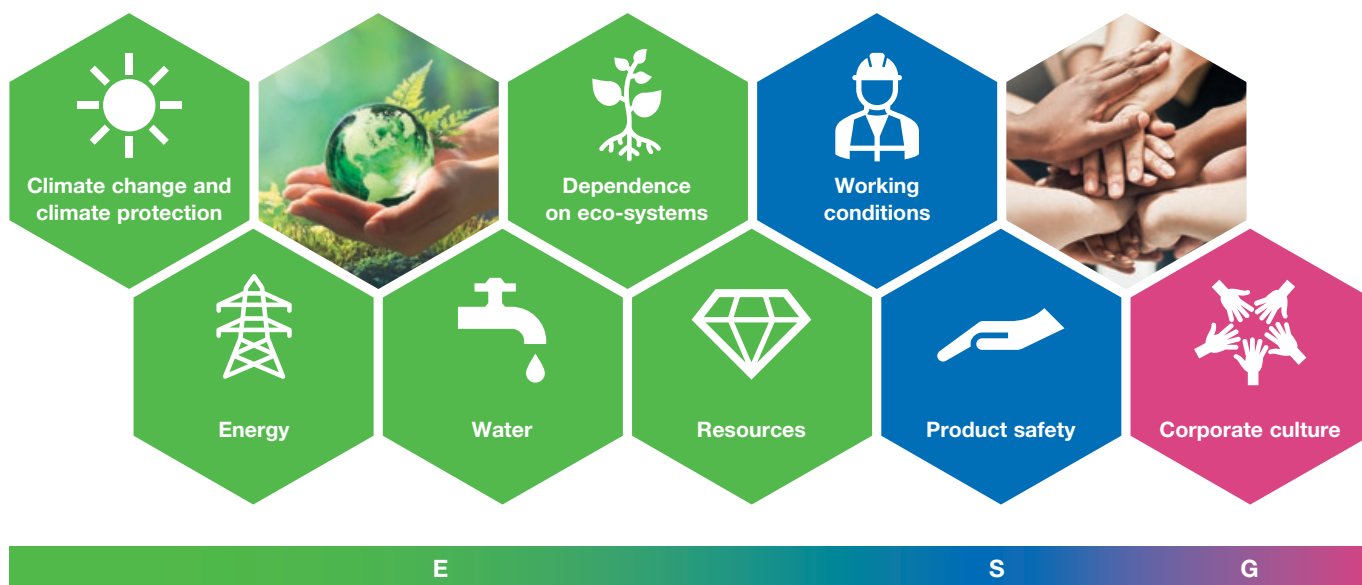 Climate change and
climate protection
Dependence
on eco-systems
Working
conditions
Energy
Water
Resources
Product safety
Corporate culture
E
S
G